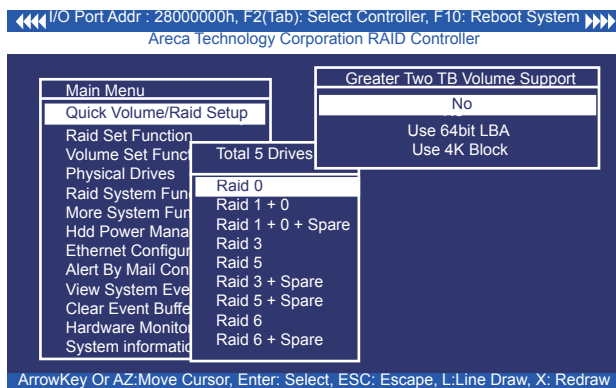 I/O Port Addr : 28000000h, F2(Tab): Select Controller, F10: Reboot System
Areca Technology Corporation RAID Controller
Main Menu
Quick Volume/Raid Setup
Raid Set Function
Volume Set Funct
Physical Drives
Raid System Fun
More System Fun
Hdd Power Mana
Ethernet Configur
Alert By Mail Con
View System Eve
Clear Event Buffe
Hardware Monito
System informatio
Total 5 Drives
Raid 0
Raid 1 + 0
Raid 1 + 0 + Spare
Raid 3
Raid 5
Raid 3 + Spare
Raid 5 + Spare
Raid 6
Raid 6 + Spare
Greater Two TB Volume Support
No
Use 64bit LBA
Use 4K Block
ArrowKey Or AZ:Move Cursor, Enter: Select, ESC: Escape, L:Line Draw, X: Redraw